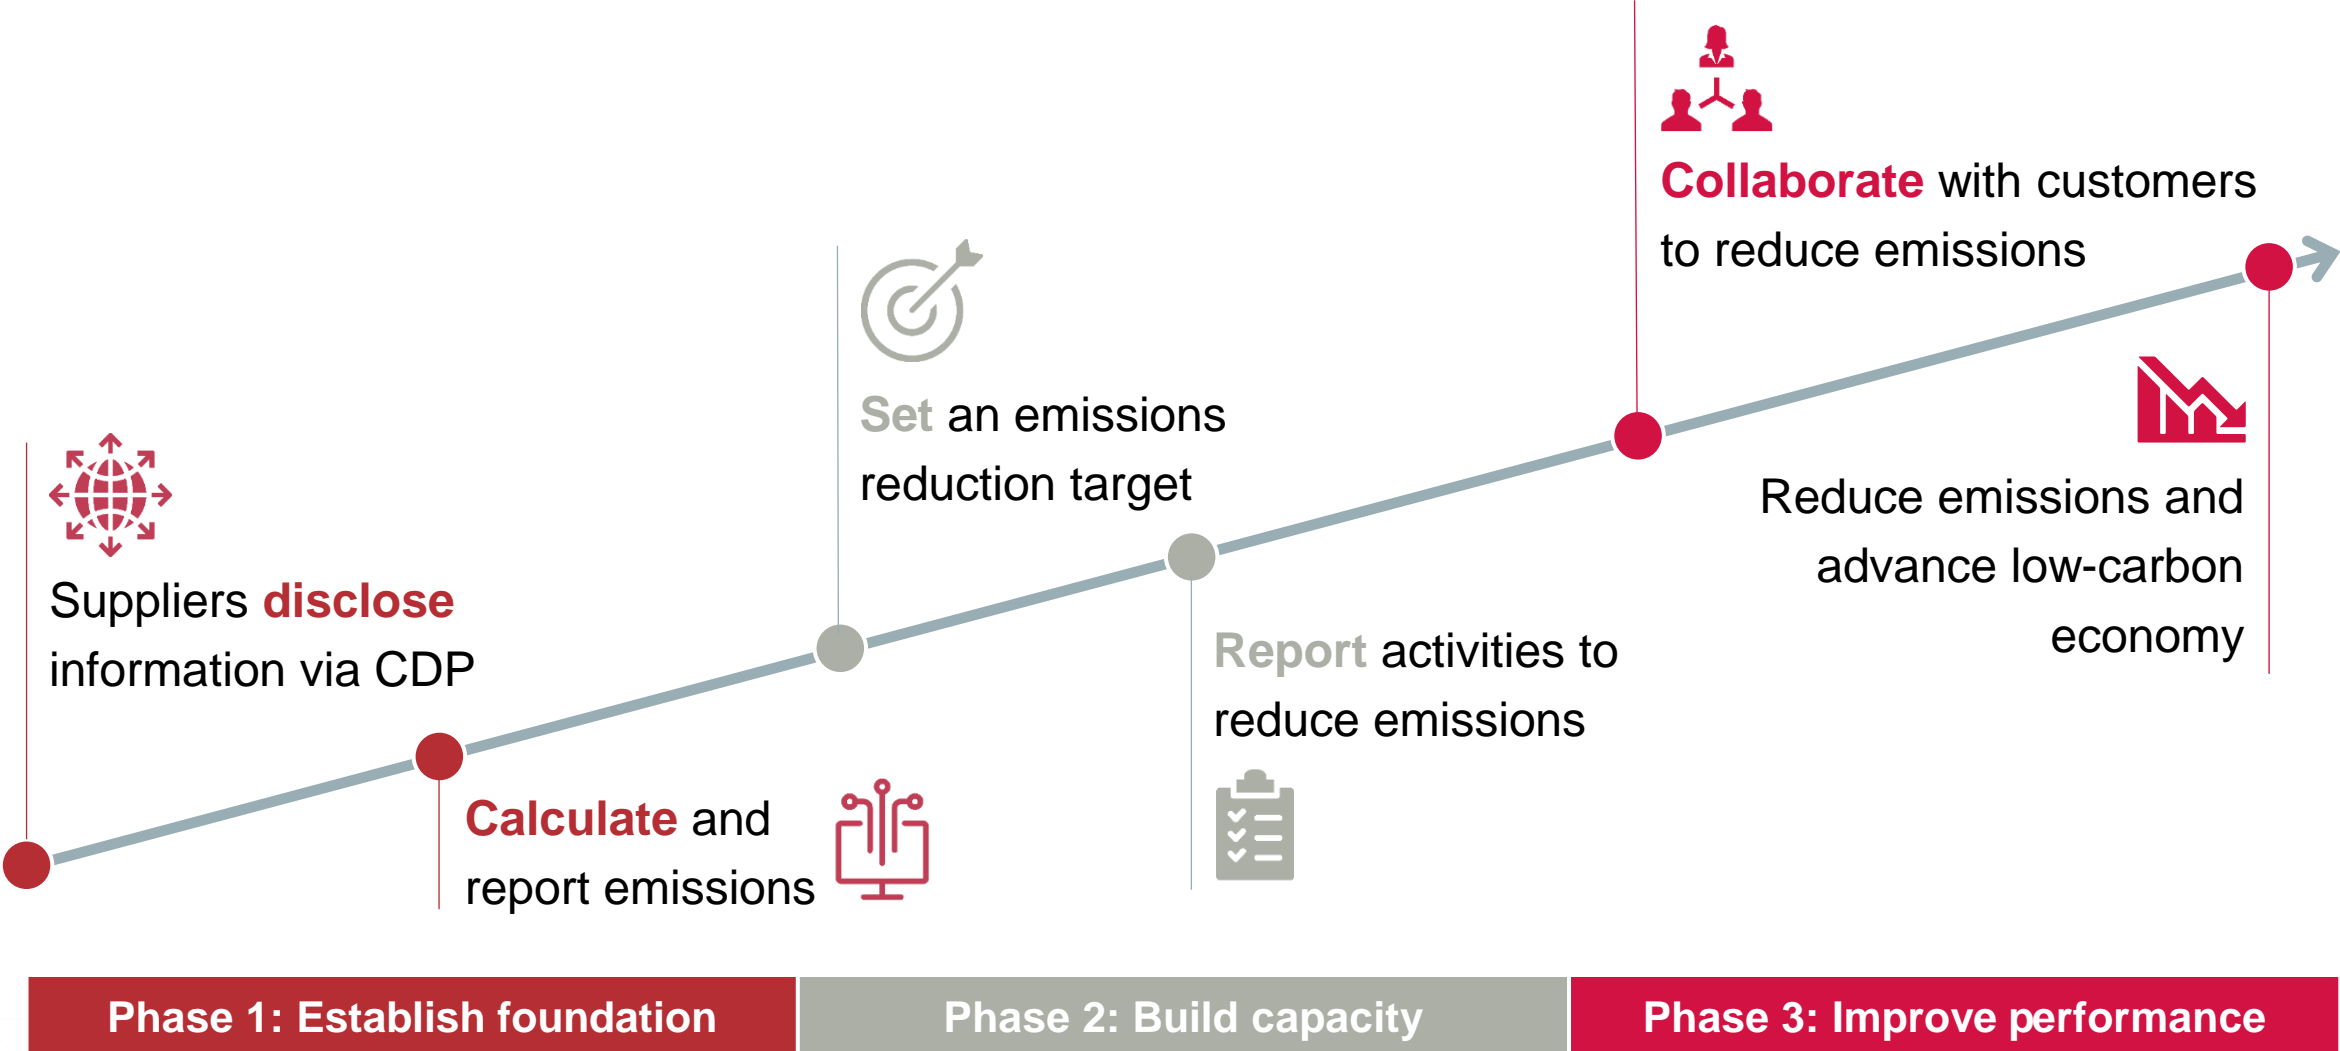 Suppliers disclose
information via CDP
Calculate and
report emissions
Set an emissions
reduction target
Report activities to
reduce emissions
Collaborate with customers
to reduce emissions
Reduce emissions and
advance low-carbon
economy
Phase 1: Establish foundation
Phase 2: Build capacity
Phase 3: Improve performance